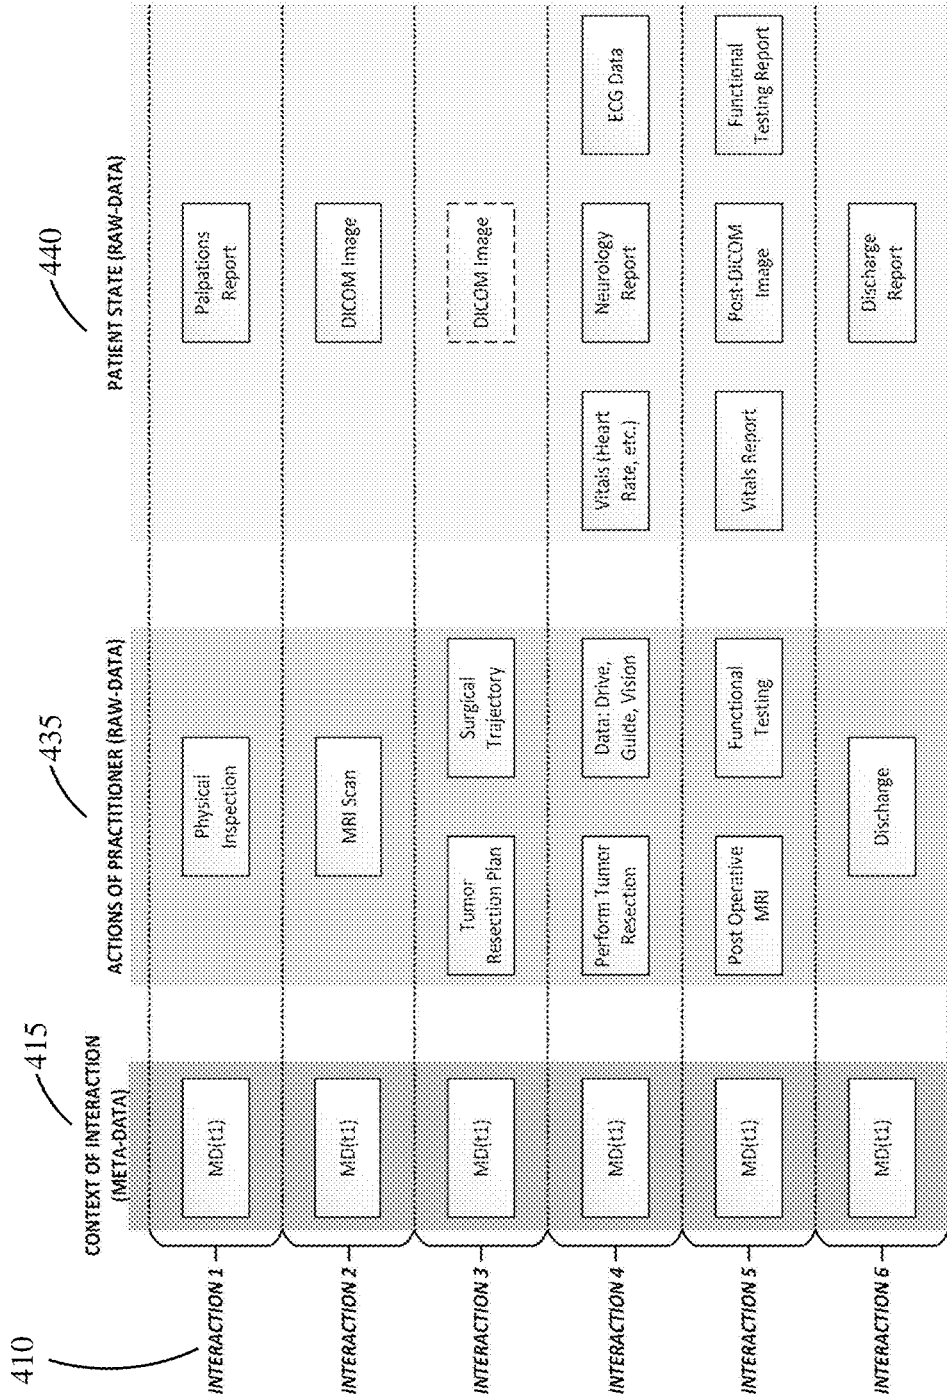 410
415
435
440
CONTEXT OF INTERACTION
(META-DATA)
ACTIONS OF PRACTITIONER (RAW-DATA)
PATIENT STATE (RAW-DATA)
INTERACTION 1
MD(t1)
Physical
Inspection
Palpations
Report
INTERACTION 2
MD(t1)
MRI Scan
DICOM Image
INTERACTION 3
MD(t1)
Tumor
Resection Plan
Surgical
Trajectory
DICOM Image
INTERACTION 4
MD(t1)
Perform Tumor
Resection
Data: Drive,
Guide, Vision
Vitals (Heart
Rate, etc.)
Neurology
Report
ECG Data
INTERACTION 5
MD(t1)
Post Operative
MRI
Functional
Testing
Vitals Report
Post-DICOM
Image
Functional
Testing Report
INTERACTION 6
MD(t1)
Discharge
Discharge
Report